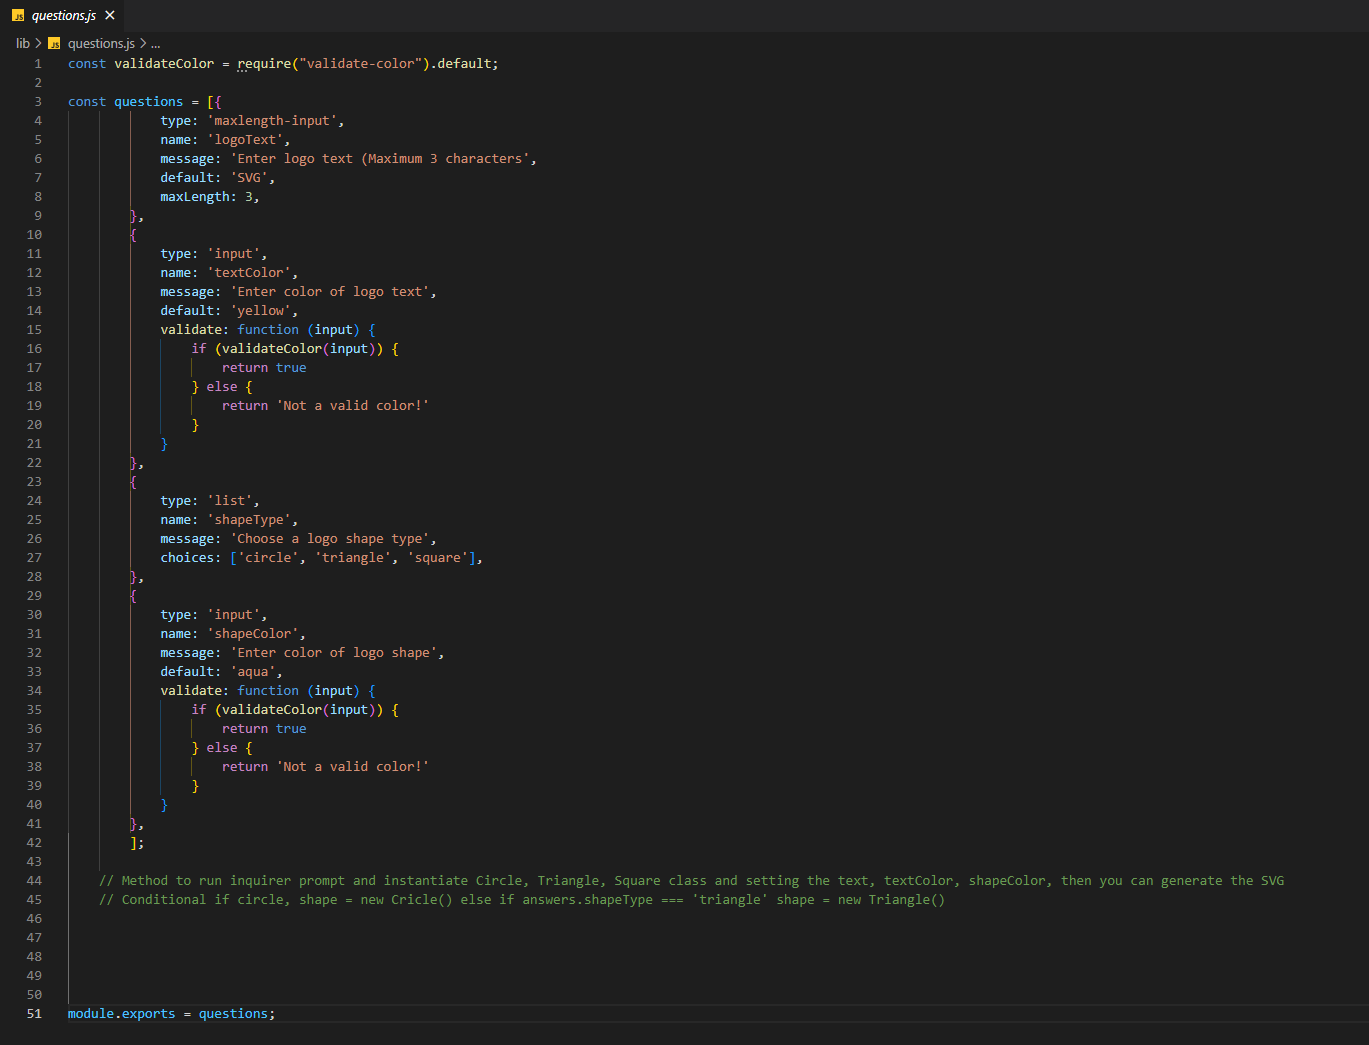 questions.js
lib > questions.js > ...
1 const validateColor = require("validate-color").default;
2
3 const questions = [{
4 type: 'maxlength-input',
5 name: 'logoText',
6 message: 'Enter logo text (Maximum 3 characters',
7 default: 'SVG',
8 maxLength: 3,
9 },
10 {
11 type: 'input',
12 name: 'textColor',
13 message: 'Enter color of logo text',
14 default: 'yellow',
15 validate: function (input) {
16 if (validateColor(input)) {
17 return true
18 } else {
19 return 'Not a valid color!'
20 }
21 }
22 },
23 {
24 type: 'list',
25 name: 'shapeType',
26 message: 'Choose a logo shape type',
27 choices: ['circle', 'triangle', 'square'],
28 },
29 {
30 type: 'input',
31 name: 'shapeColor',
32 message: 'Enter color of logo shape',
33 default: 'aqua',
34 validate: function (input) {
35 if (validateColor(input)) {
36 return true
37 } else {
38 return 'Not a valid color!'
39 }
40 }
41 },
42 ];
43
44 // Method to run inquirer prompt and instantiate Circle, Triangle, Square class and setting the text, textColor, shapeColor, then you can generate the SVG
45 // Conditional if circle, shape = new Cricle() else if answers.shapeType === 'triangle' shape = new Triangle()
46
47
48
49
50
51 module.exports = questions;